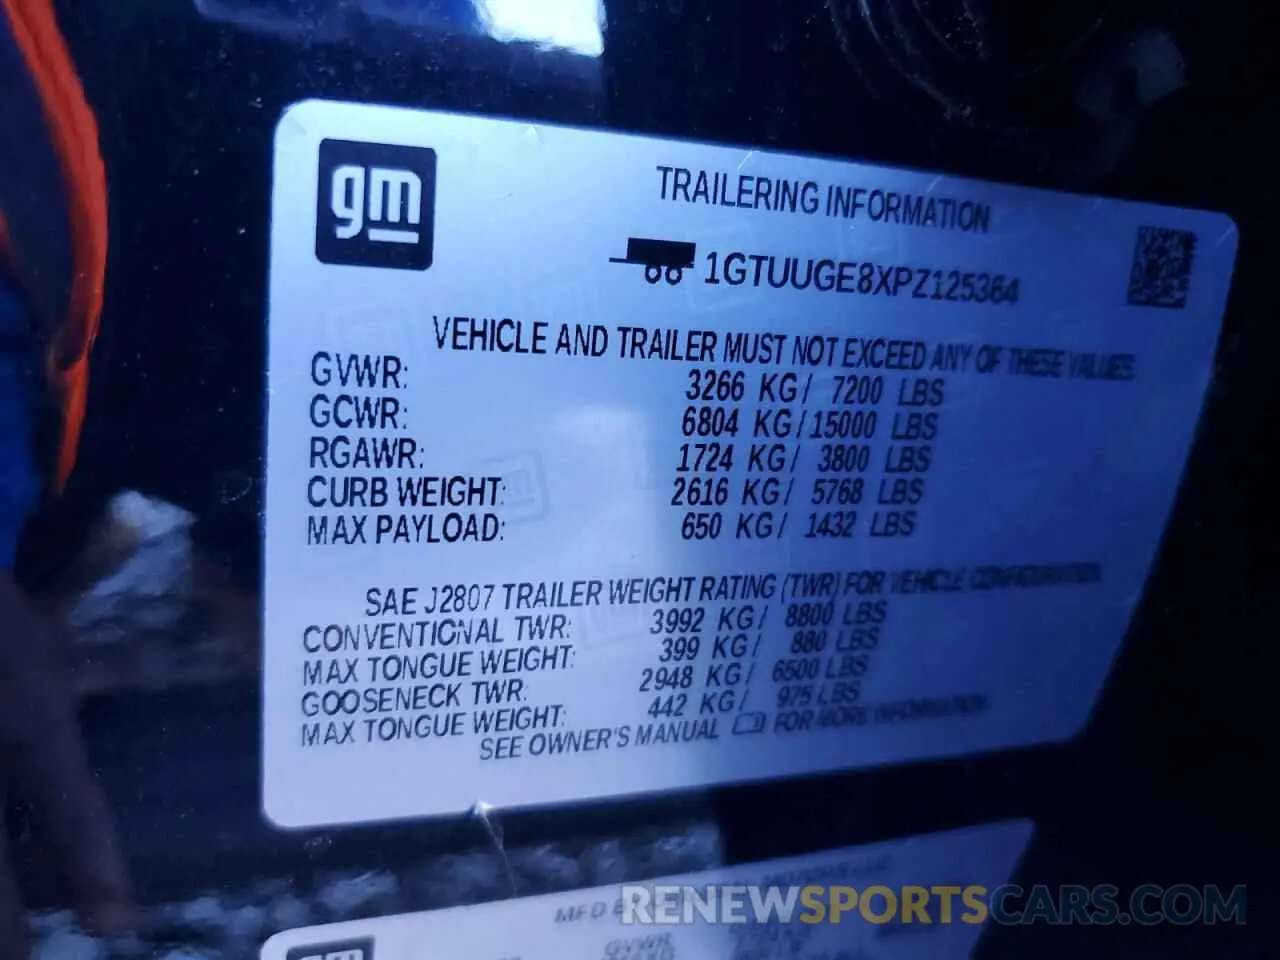 gm
TRAILERING INFORMATION
1GTUUGE8XPZ125364
VEHICLE AND TRAILER MUST NOT EXCEED ANY OF THESE VALUES
GVWR: 3266 KG/ 7200 LBS
GCWR: 6804 KG/15000 LBS
RGAWR: 1724 KG/ 3800 LBS
CURB WEIGHT: 2616 KG/ 5768 LBS
MAX PAYLOAD: 650 KG/ 1432 LBS
SAE J2807 TRAILER WEIGHT RATING (TWR) FOR VEHICLE CONFIGURATION
CONVENTIONAL TWR: 3992 KG/ 8800 LBS
MAX TONGUE WEIGHT: 399 KG/ 880 LBS
GOOSENECK TWR: 2948 KG/ 6500 LBS
MAX TONGUE WEIGHT: 442 KG/ 975 LBS
SEE OWNER'S MANUAL FOR MORE INFORMATION
RENEWSPORTSCARS.COM
MFD
GVWR
gm